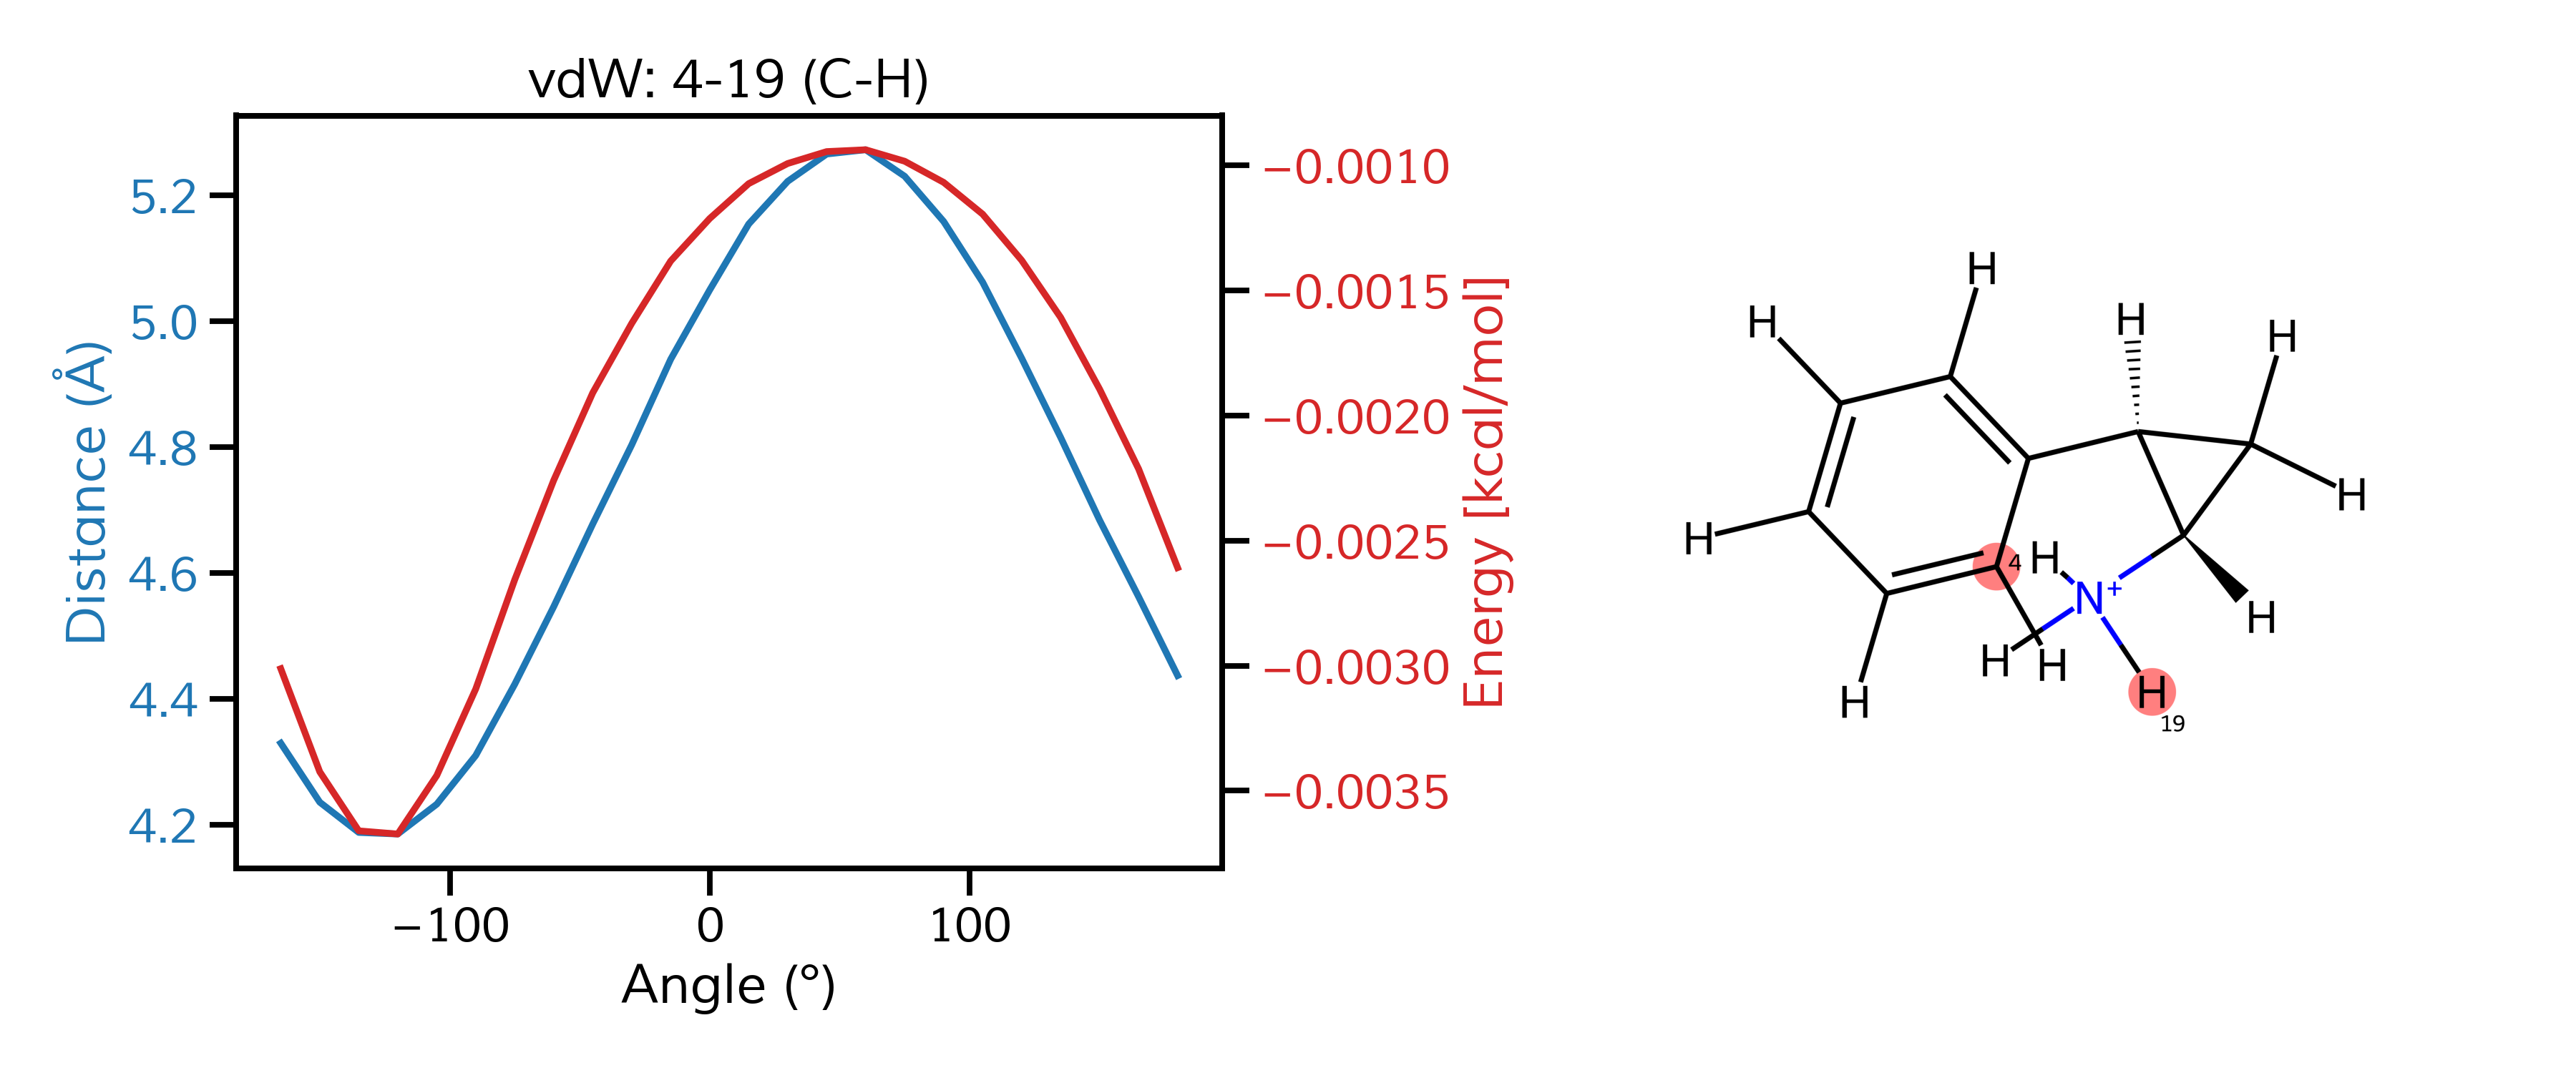 vdW: 4-19 (C-H)
Distance (Å)
5.2
5.0
4.8
4.6
4.4
4.2
−100
0
100
Angle (°)
−0.0010
−0.0015
−0.0020
−0.0025
−0.0030
−0.0035
Energy [kcal/mol]
H
H
H
H
H
H
H
4
N+
H
H
H
H
H
19